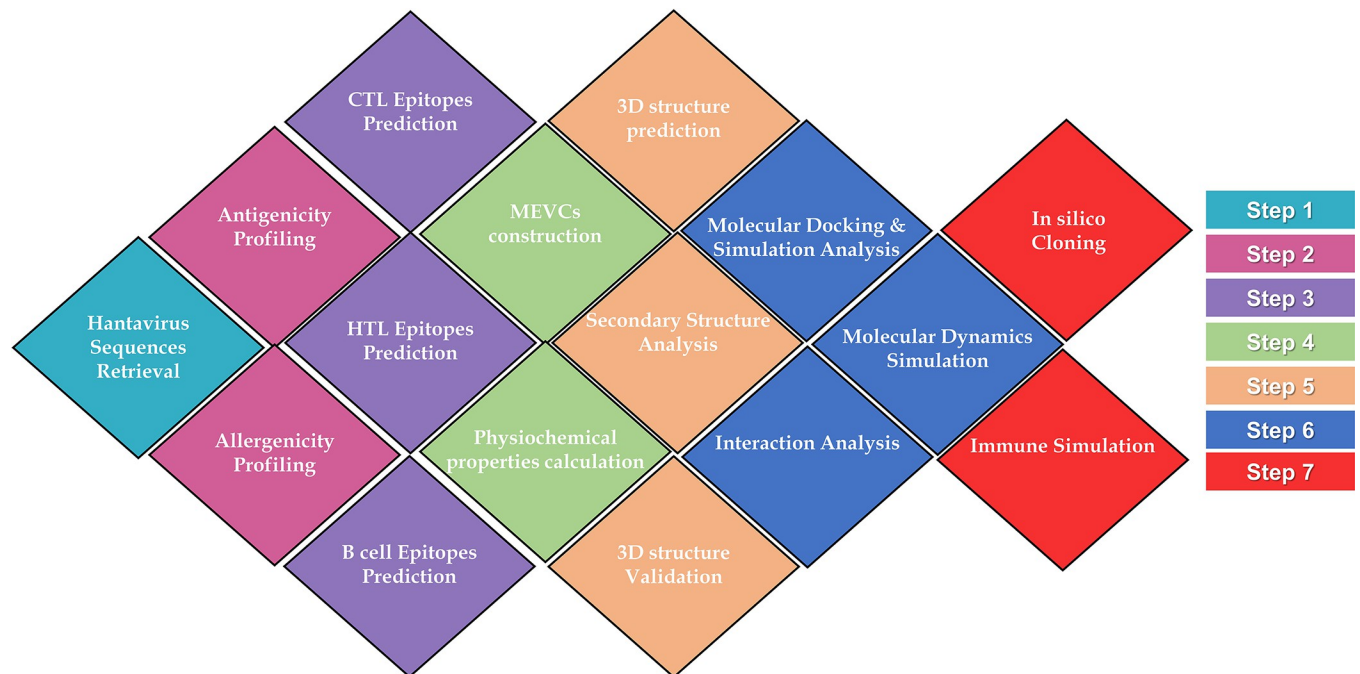 CTL Epitopes
Prediction
3D structure
prediction
Antigenicity
Profiling
MEVCs
construction
Molecular Docking &
Simulation Analysis
In silico
Cloning
Hantavirus
Sequences
Retrieval
HTL Epitopes
Prediction
Secondary Structure
Analysis
Molecular Dynamics
Simulation
Allergenicity
Profiling
Physiochemical
properties calculation
Interaction Analysis
Immune Simulation
B cell Epitopes
Prediction
3D structure
Validation
Step 1
Step 2
Step 3
Step 4
Step 5
Step 6
Step 7